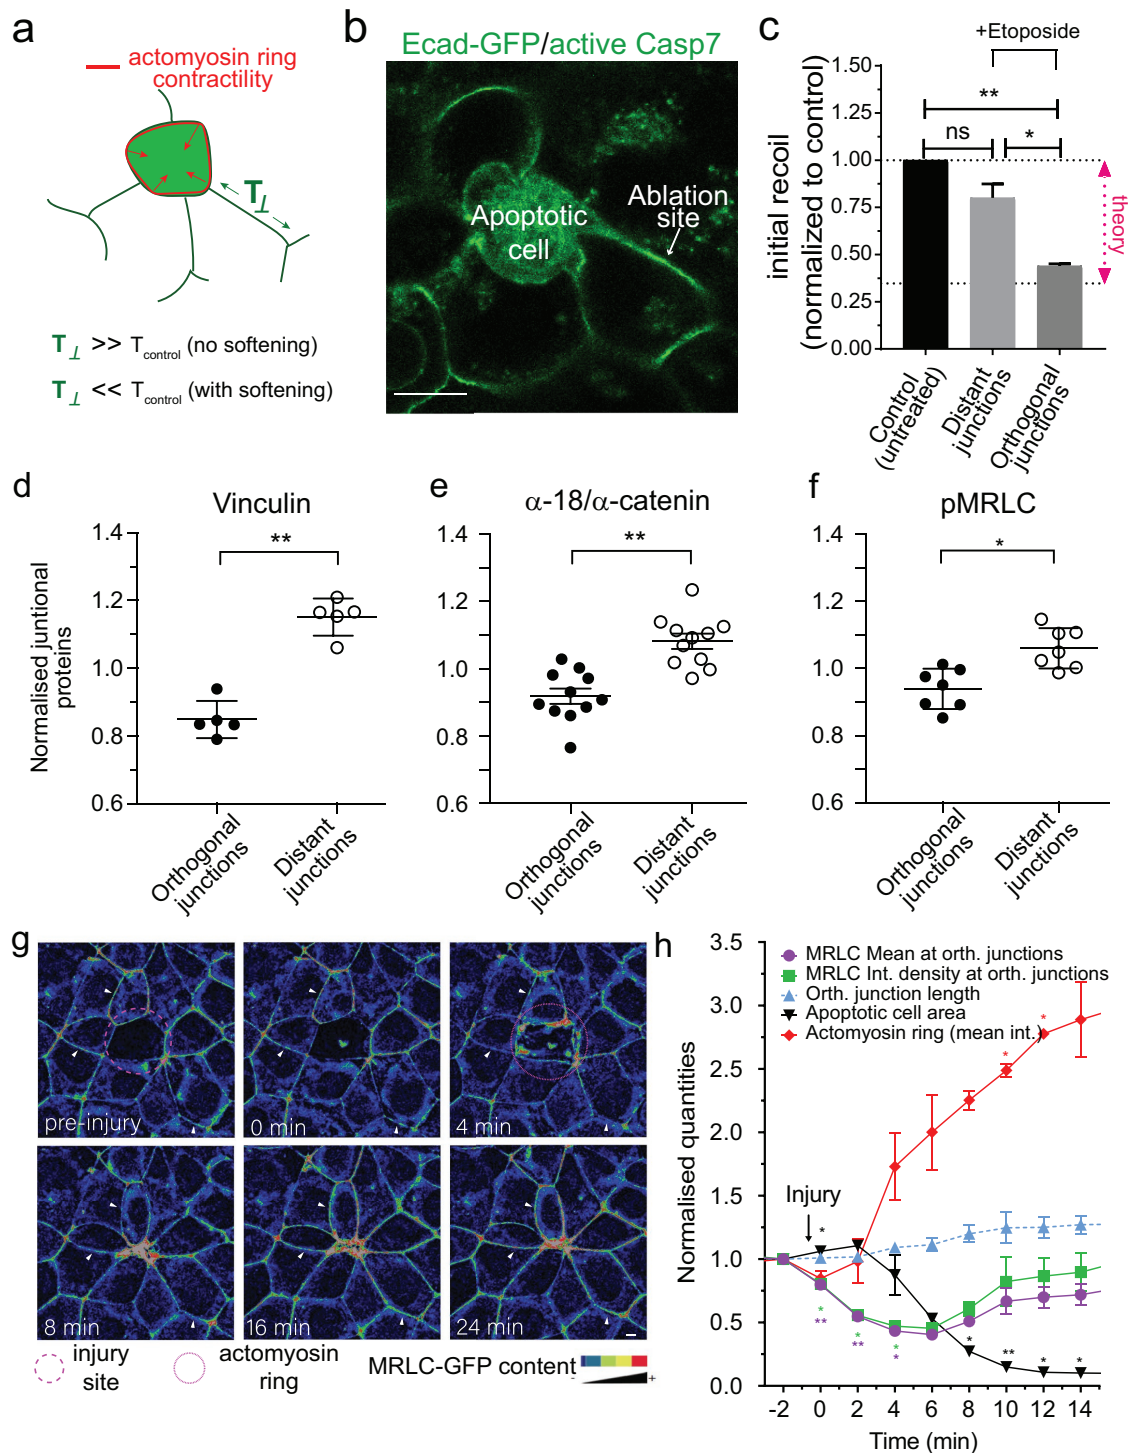 a
actomyosin ring
contractility
T⊥
T⊥ >> Tcontrol (no softening)
T⊥ << Tcontrol (with softening)
b
Ecad-GFP/active Casp7
Apoptotic
cell
Ablation
site
c
+Etoposide
**
ns
*
initial recoil
(normalized to control)
1.50
1.25
1.00
0.75
0.50
0.25
0.00
theory
Control
(untreated)
Distant
junctions
Orthogonal
junctions
d
Vinculin
**
Normalised juntional
proteins
1.4
1.2
1.0
0.8
0.6
Orthogonal
junctions
Distant
junctions
e
α-18/α-catenin
**
1.4
1.2
1.0
0.8
0.6
Orthogonal
junctions
Distant
junctions
f
pMRLC
*
1.4
1.2
1.0
0.8
0.6
Orthogonal
junctions
Distant
junctions
g
pre-injury
0 min
4 min
8 min
16 min
24 min
injury
site
actomyosin
ring
MRLC-GFP content
- +
h
MRLC Mean at orth. junctions
MRLC Int. density at orth. junctions
Orth. junction length
Apoptotic cell area
Actomyosin ring (mean int.)
Injury
Normalised quantities
3.5
3.0
2.5
2.0
1.5
1.0
0.5
0.0
* * *
* * * *
** ** *
* ** * *
-2 0 2 4 6 8 10 12 14
Time (min)